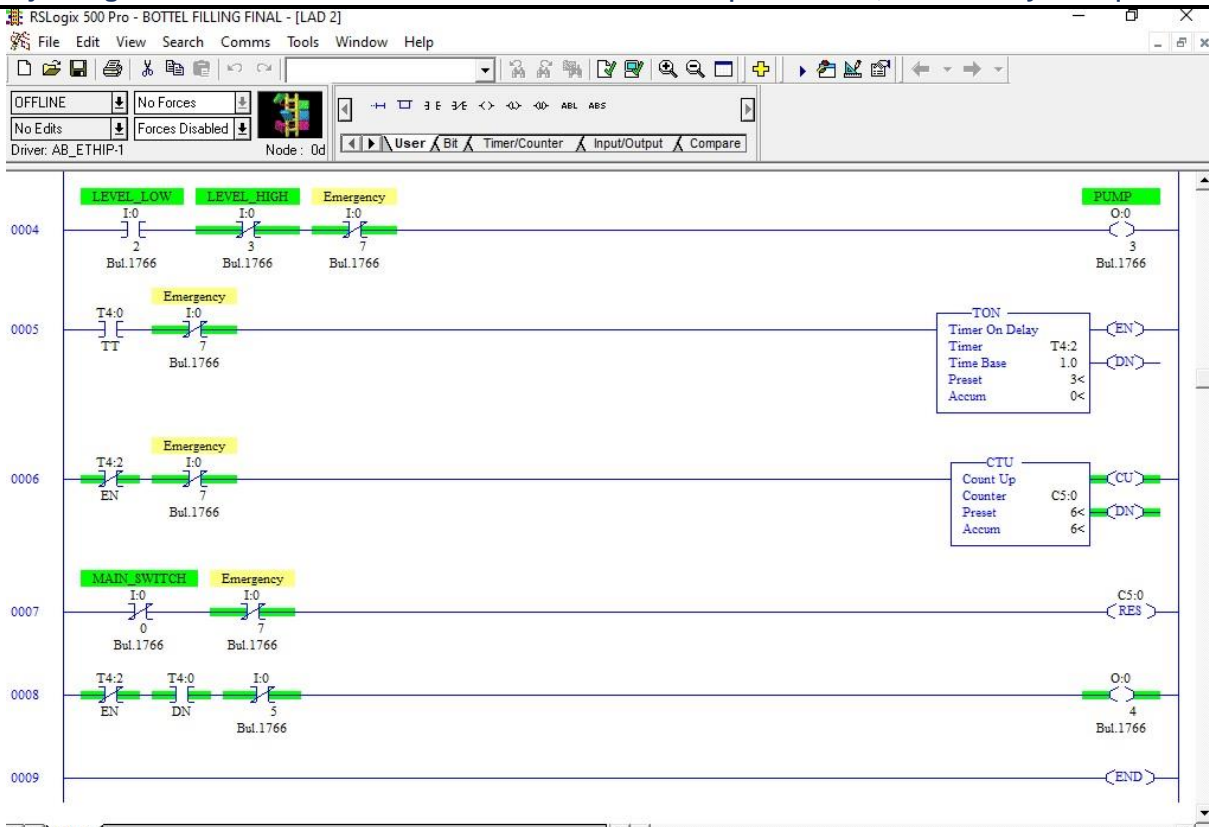 RSLogix 500 Pro - BOTTEL FILLING FINAL - [LAD 2]
File Edit View Search Comms Tools Window Help
OFFLINE No Forces
No Edits Forces Disabled
Driver: AB_ETHIP-1 Node : 0d
ABL ABS
User Bit Timer/Counter Input/Output Compare
LEVEL_LOW LEVEL_HIGH Emergency PUMP
I:0 I:0 I:0 O:0
0004
2 3 7 3
Bul.1766 Bul.1766 Bul.1766 Bul.1766
Emergency
T4:0 I:0 TON
0005 Timer On Delay EN
TT 7 Timer T4:2
Bul.1766 Time Base 1.0 DN
Preset 3<
Accum 0<
Emergency
T4:2 I:0 CTU
0006 Count Up CU
EN 7 Counter C5:0
Bul.1766 Preset 6< DN
Accum 6<
MAIN_SWITCH Emergency
I:0 I:0 C5:0
0007 RES
0 7
Bul.1766 Bul.1766
T4:2 T4:0 I:0 O:0
0008
EN DN 5 4
Bul.1766 Bul.1766
0009 END